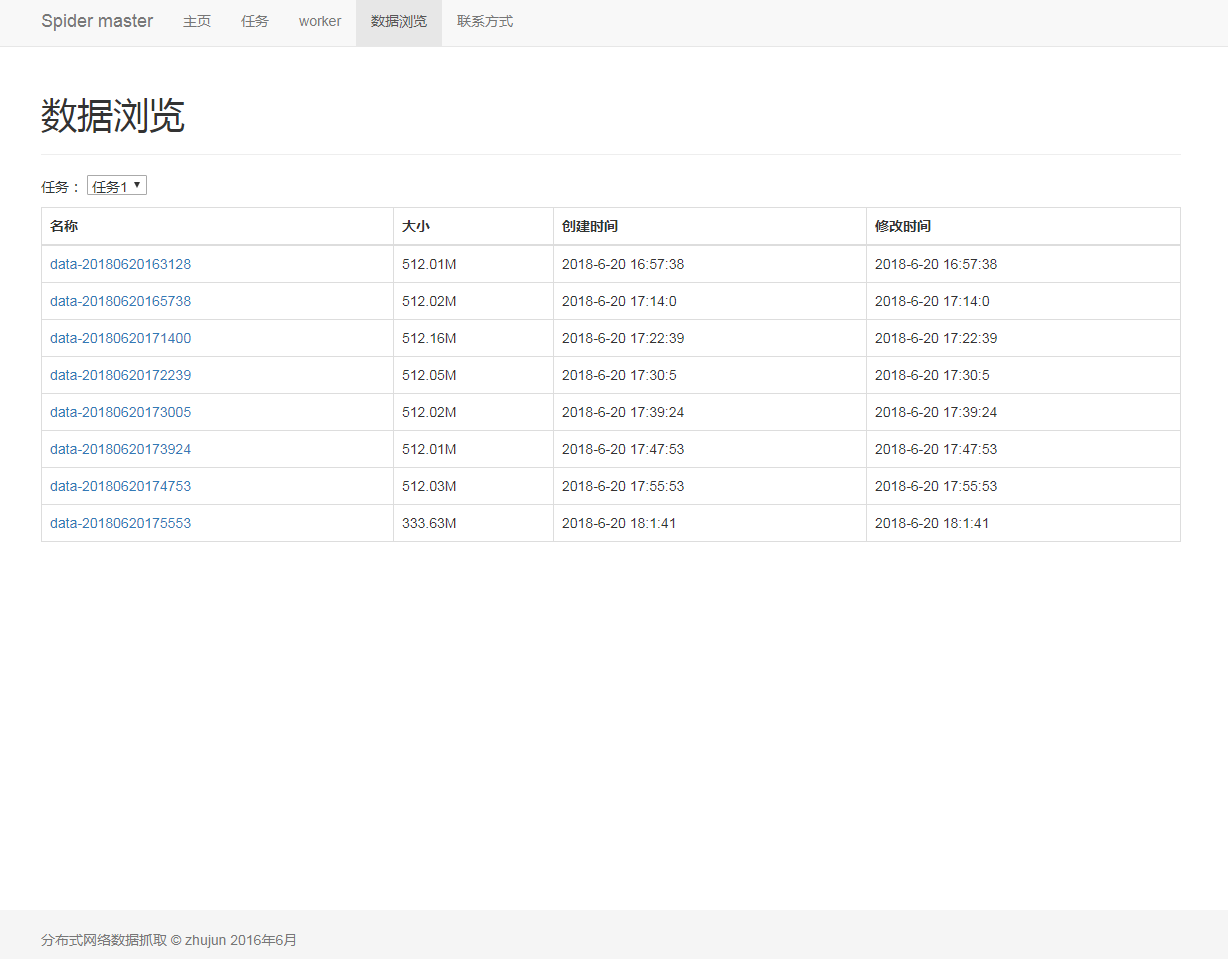 Spider master 主页 任务 worker 数据浏览 联系方式
数据浏览
任务： 任务1
名称 大小 创建时间 修改时间
data-20180620163128 512.01M 2018-6-20 16:57:38 2018-6-20 16:57:38
data-20180620165738 512.02M 2018-6-20 17:14:0 2018-6-20 17:14:0
data-20180620171400 512.16M 2018-6-20 17:22:39 2018-6-20 17:22:39
data-20180620172239 512.05M 2018-6-20 17:30:5 2018-6-20 17:30:5
data-20180620173005 512.02M 2018-6-20 17:39:24 2018-6-20 17:39:24
data-20180620173924 512.01M 2018-6-20 17:47:53 2018-6-20 17:47:53
data-20180620174753 512.03M 2018-6-20 17:55:53 2018-6-20 17:55:53
data-20180620175553 333.63M 2018-6-20 18:1:41 2018-6-20 18:1:41
分布式网络数据抓取 © zhujun 2016年6月